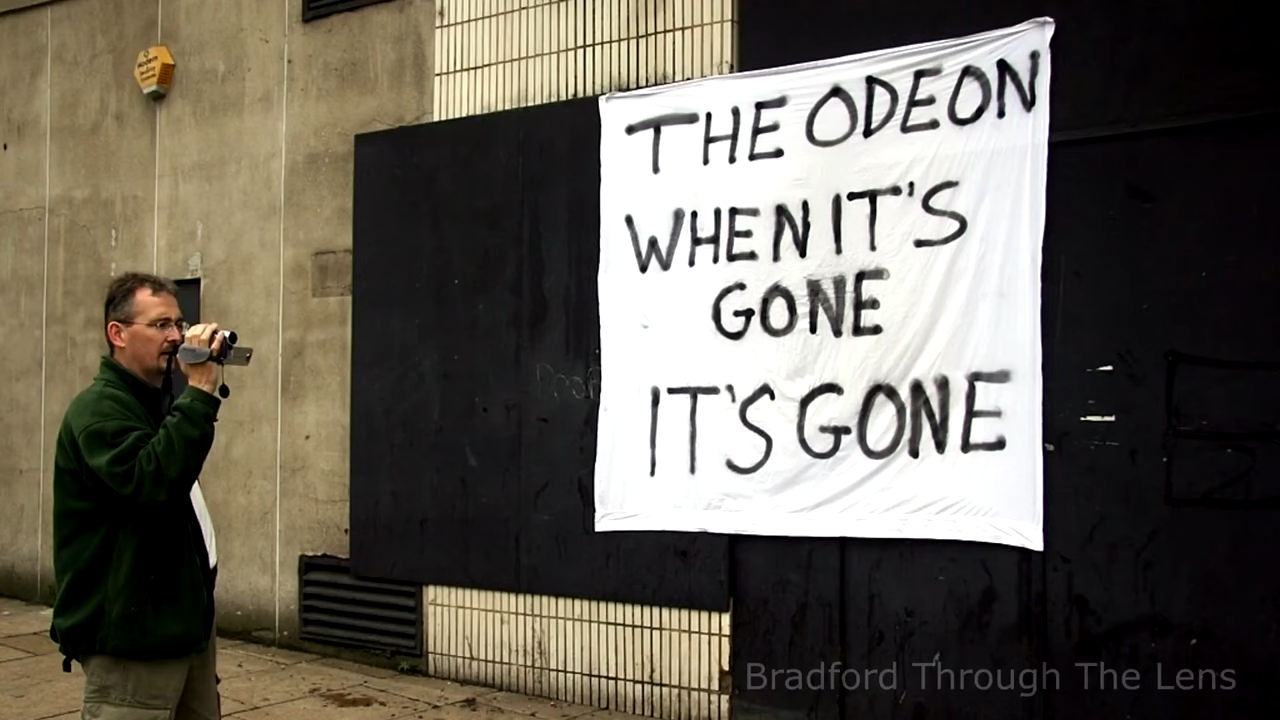 THE ODEON
WHEN IT'S
GONE
IT'S GONE
Bradford Through The Lens